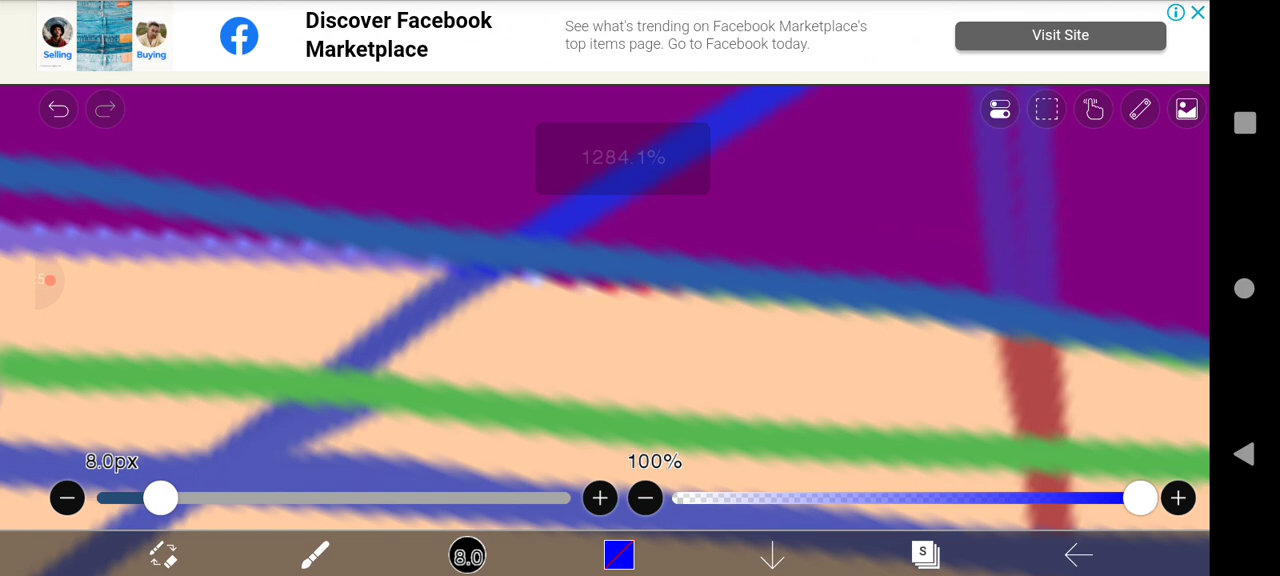 Discover Facebook
Marketplace
See what's trending on Facebook Marketplace's
top items page. Go to Facebook today.
Visit Site
Selling
Buying
1284.1%
8.0px
100%
8.0
S